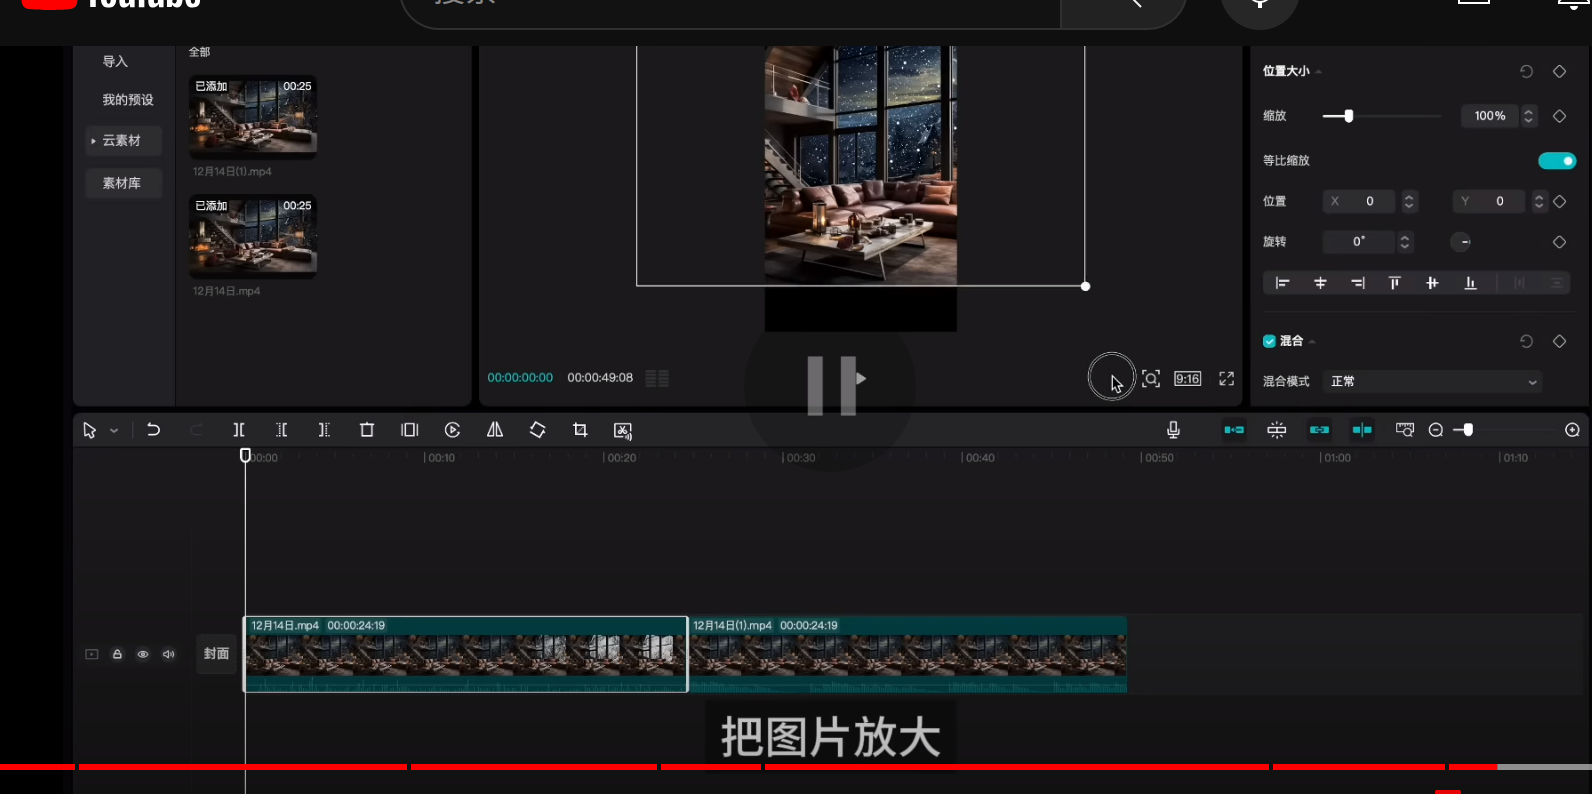 YouTube
搜索
导入
我的预设
云素材
素材库
全部
已添加 00:25
12月14日(1).mp4
已添加 00:25
12月14日.mp4
00:00:00:00 00:00:49:08
9:16
位置大小
缩放 100%
等比缩放
位置 X 0 Y 0
旋转 0°
混合
混合模式 正常
00:00 00:10 00:20 00:30 00:40 00:50 01:00 01:10
封面
12月14日.mp4 00:00:24:19
12月14日(1).mp4 00:00:24:19
把图片放大